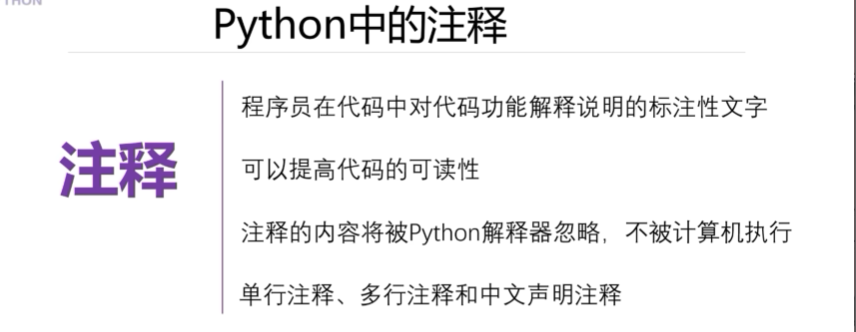 THON
Python中的注释
程序员在代码中对代码功能解释说明的标注性文字
注释
可以提高代码的可读性
注释的内容将被Python解释器忽略，不被计算机执行
单行注释、多行注释和中文声明注释